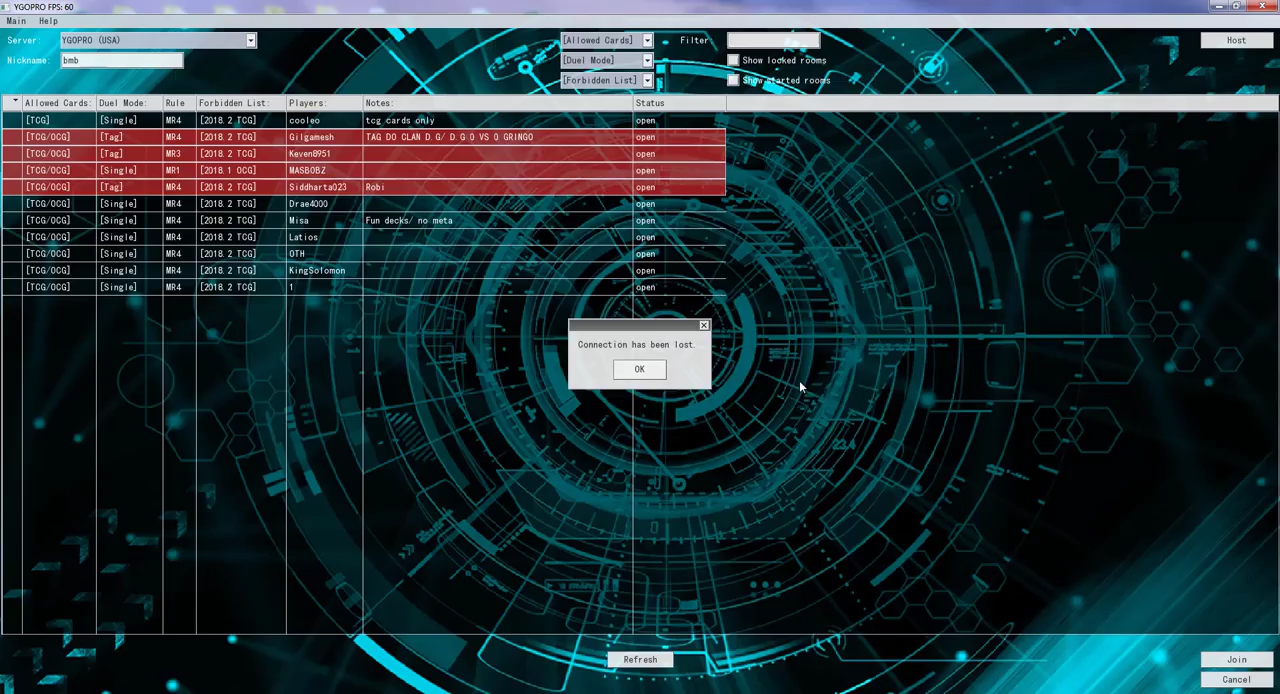 YGOPRO FPS: 60
Main Help
Server: YGOPRO (USA) [Allowed Cards] Filter Host
Nickname: bmb [Duel Mode] Show locked rooms
[Forbidden List] Show started rooms
Allowed Cards: Duel Mode: Rule Forbidden List: Players: Notes: Status
[TCG] [Single] MR4 [2018.2 TCG] cooleo tcg cards only open
[TCG/OCG] [Tag] MR4 [2018.2 TCG] Gilgamesh TAG DO CLAN D.G/ D.G 0 VS 0 GRINGO open
[TCG/OCG] [Tag] MR3 [2018.2 TCG] Keven8951 open
[TCG/OCG] [Single] MR1 [2018.1 OCG] MASBOBZ open
[TCG/OCG] [Tag] MR4 [2018.2 TCG] Siddharta023 Robi open
[TCG/OCG] [Single] MR4 [2018.2 TCG] Drae4000 open
[TCG/OCG] [Single] MR4 [2018.2 TCG] Misa Fun decks/ no meta open
[TCG/OCG] [Single] MR4 [2018.2 TCG] Latios open
[TCG/OCG] [Single] MR4 [2018.2 TCG] OTH open
[TCG/OCG] [Single] MR4 [2018.2 TCG] KingSolomon open
[TCG/OCG] [Single] MR4 [2018.2 TCG] 1 open
Connection has been lost.
OK
Refresh
Join
Cancel